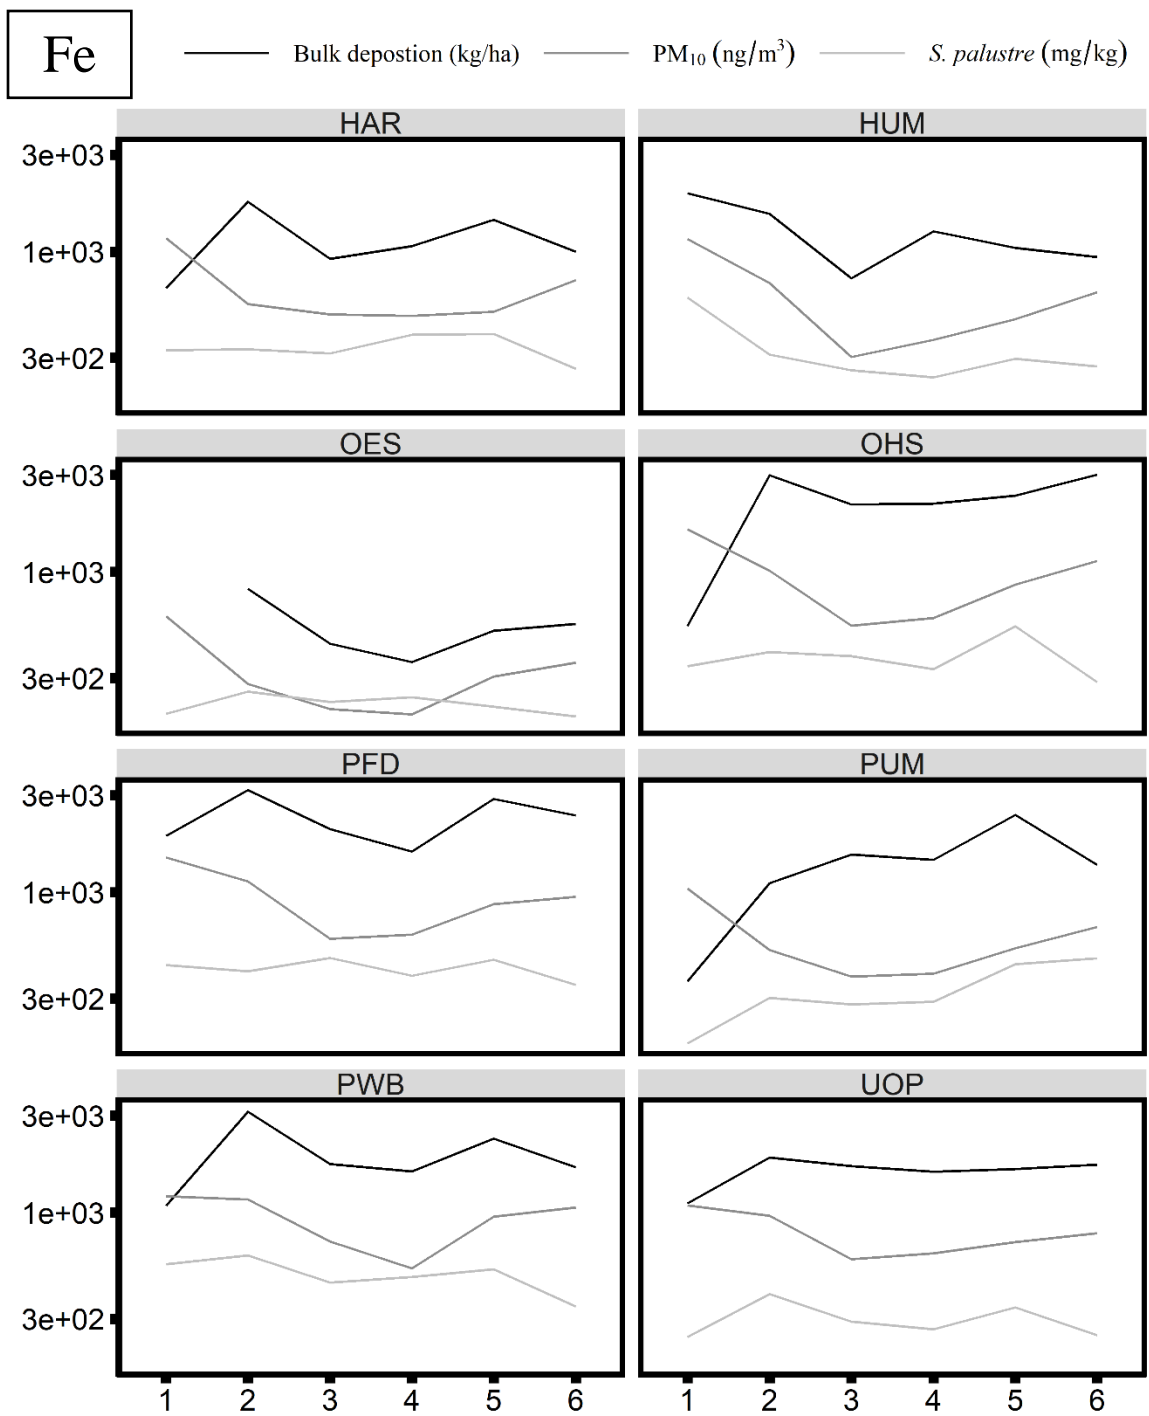 Fe
Bulk depostion (kg/ha) PM₁₀ (ng/m³) S. palustre (mg/kg)
HAR HUM
3e+03
1e+03
3e+02
OES OHS
3e+03
1e+03
3e+02
PFD PUM
3e+03
1e+03
3e+02
PWB UOP
3e+03
1e+03
3e+02
1 2 3 4 5 6 1 2 3 4 5 6